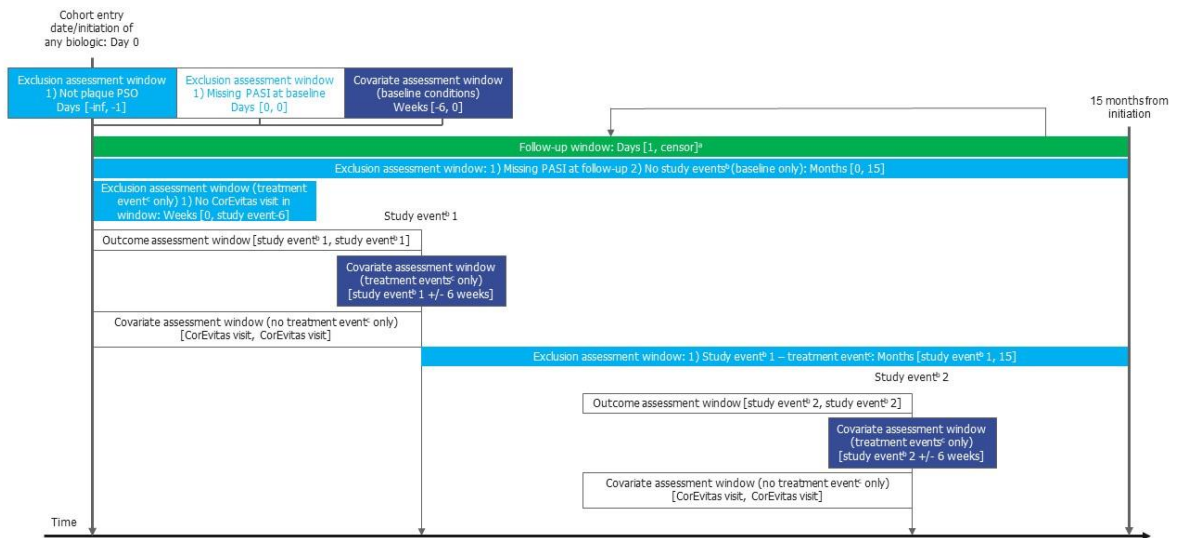 Cohort entry
date/initiation of
any biologic: Day 0
Exclusion assessment window
1) Not plaque PSO
Days [-inf, -1]
Exclusion assessment window
1) Missing PASI at baseline
Days [0, 0]
Covariate assessment window
(baseline conditions)
Weeks [-6, 0]
15 months from
initiation
Follow-up window: Days [1, censor]ᵃ
Exclusion assessment window: 1) Missing PASI at follow-up 2) No study eventsᵇ (baseline only): Months [0, 15]
Exclusion assessment window (treatment
eventᶜ only) 1) No CorEvitas visit in
window: Weeks [0, study event-6]
Study eventᵇ 1
Outcome assessment window [study eventᵇ 1, study eventᵇ 1]
Covariate assessment window
(treatment eventsᶜ only)
[study eventᵇ 1 +/- 6 weeks]
Covariate assessment window (no treatment eventᶜ only)
[CorEvitas visit, CorEvitas visit]
Exclusion assessment window: 1) Study eventᵇ 1 – treatment eventᶜ: Months [study eventᵇ 1, 15]
Study eventᵇ 2
Outcome assessment window [study eventᵇ 2, study eventᵇ 2]
Covariate assessment window
(treatment eventsᶜ only)
[study eventᵇ 2 +/- 6 weeks]
Covariate assessment window (no treatment eventᶜ only)
[CorEvitas visit, CorEvitas visit]
Time